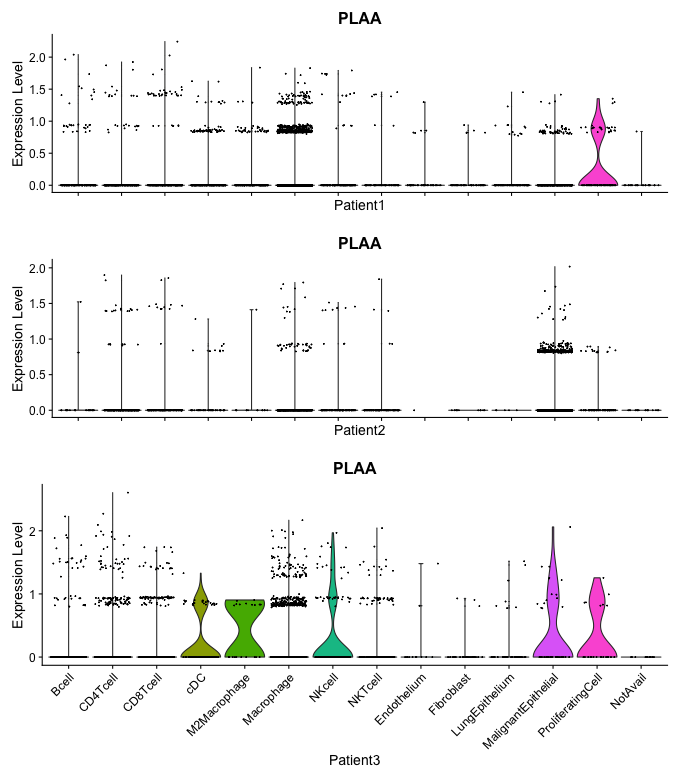 PLAA
Expression Level
2.0
1.5
1.0
0.5
0.0
Patient1
PLAA
Expression Level
2.0
1.5
1.0
0.5
0.0
Patient2
PLAA
Expression Level
2
1
0
Bcell
CD4Tcell
CD8Tcell
cDC
M2Macrophage
Macrophage
NKcell
NKTcell
Endothelium
Fibroblast
LungEpithelium
MalignantEpithelial
ProliferatingCell
NotAvail
Patient3